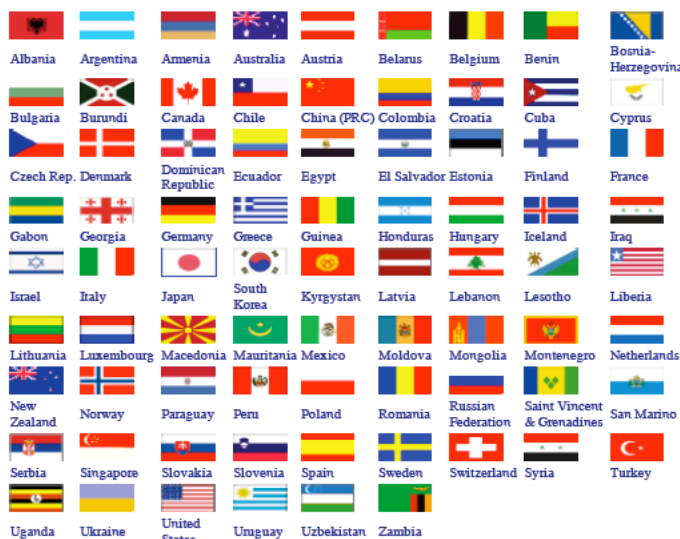 Albania Argentina Armenia Australia Austria Belarus Belgium Benin Bosnia-
Herzegovina
Bulgaria Burundi Canada Chile China (PRC) Colombia Croatia Cuba Cyprus
Czech Rep. Denmark Dominican Ecuador Egypt El Salvador Estonia Finland France
Republic
Gabon Georgia Germany Greece Guinea Honduras Hungary Iceland Iraq
Israel Italy Japan South Kyrgystan Latvia Lebanon Lesotho Liberia
Korea
Lithuania Luxembourg Macedonia Mauritania Mexico Moldova Mongolia Montenegro Netherlands
New Norway Paraguay Peru Poland Romania Russian Saint Vincent San Marino
Zealand Federation & Grenadines
Serbia Singapore Slovakia Slovenia Spain Sweden Switzerland Syria Turkey
Uganda Ukraine United Uruguay Uzbekistan Zambia
States